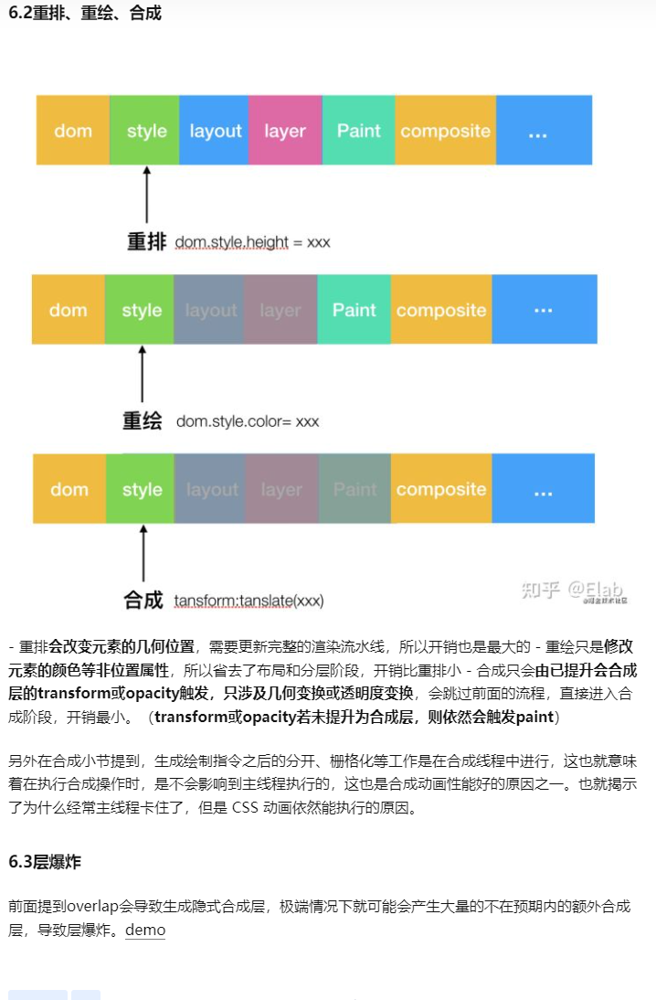 6.2重排、重绘、合成
dom style layout layer Paint composite ...
重排 dom.style.height = xxx
dom style layout layer Paint composite ...
重绘 dom.style.color= xxx
dom style layout layer Paint composite ...
合成 tansform:tanslate(xxx)
知乎 @Elab
@稀土掘金技术社区
- 重排会改变元素的几何位置，需要更新完整的渲染流水线，所以开销也是最大的 - 重绘只是修改
元素的颜色等非位置属性，所以省去了布局和分层阶段，开销比重排小 - 合成只会由已提升会合成
层的transform或opacity触发，只涉及几何变换或透明度变换，会跳过前面的流程，直接进入合
成阶段，开销最小。（transform或opacity若未提升为合成层，则依然会触发paint）
另外在合成小节提到，生成绘制指令之后的分开、栅格化等工作是在合成线程中进行，这也就意味
着在执行合成操作时，是不会影响到主线程执行的，这也是合成动画性能好的原因之一。也就揭示
了为什么经常主线程卡住了，但是 CSS 动画依然能执行的原因。
6.3层爆炸
前面提到overlap会导致生成隐式合成层，极端情况下就可能会产生大量的不在预期内的额外合成
层，导致层爆炸。demo